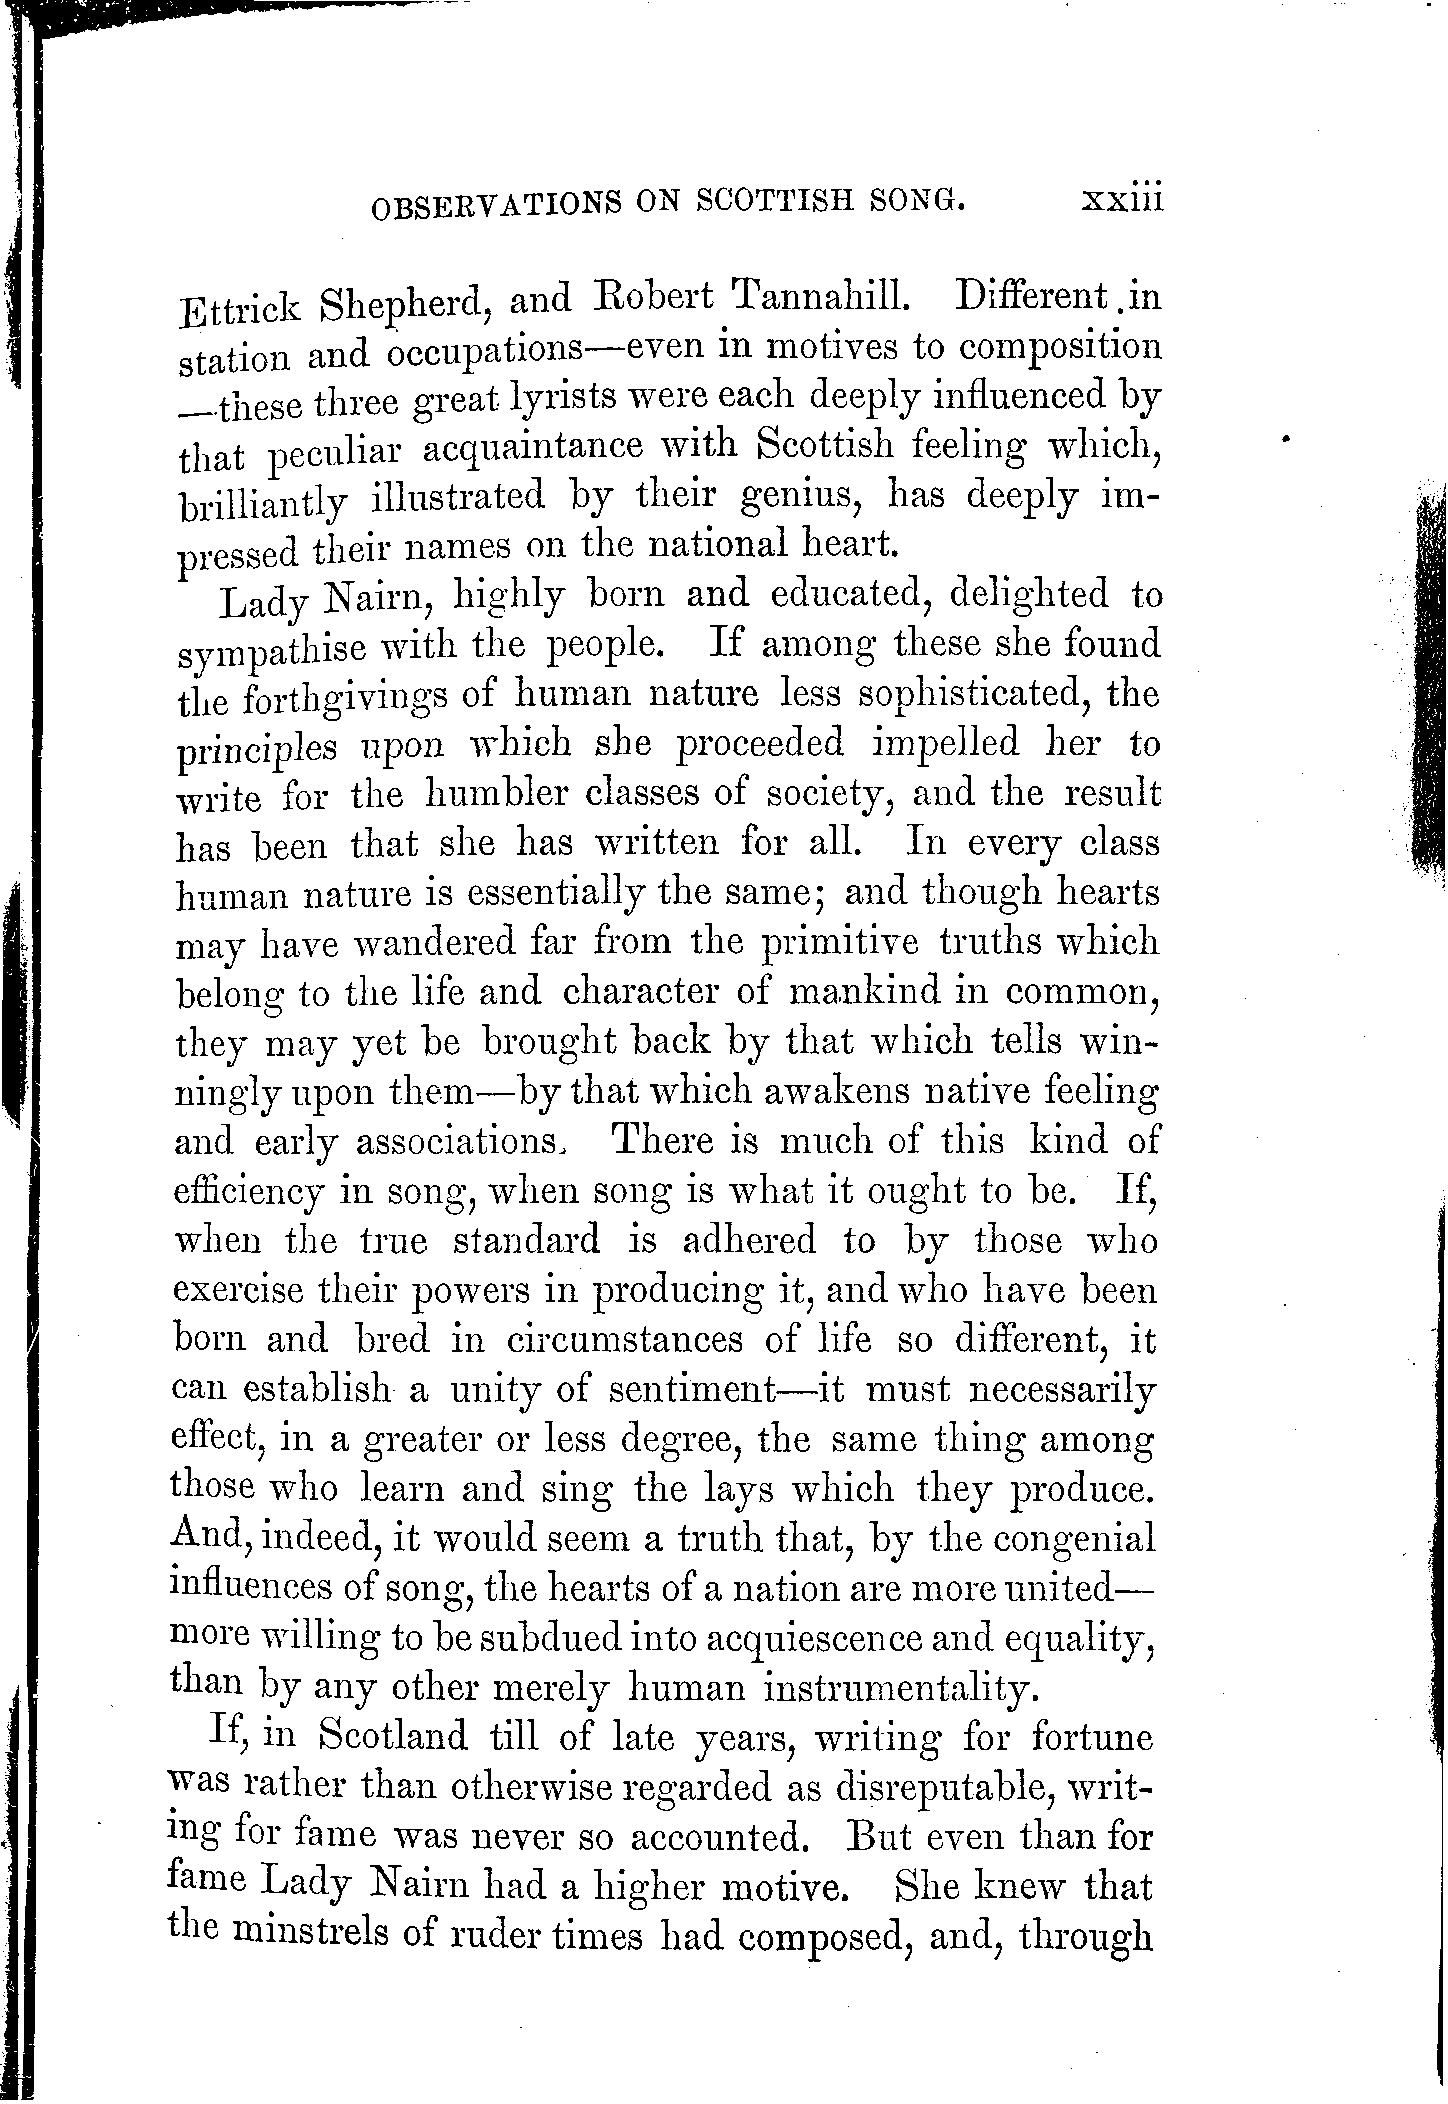 OBSERVATIONS ON SCOTTISH SONG. xxiii
Ettrick Shepherd, and Robert Tannahill. Different in
station and occupations—even in motives to composition
—these three great lyrists were each deeply influenced by
that peculiar acquaintance with Scottish feeling which,
brilliantly illustrated by their genius, has deeply im-
pressed their names on the national heart.
Lady Nairn, highly born and educated, delighted to
sympathise with the people. If among these she found
the forthgivings of human nature less sophisticated, the
principles upon which she proceeded impelled her to
write for the humbler classes of society, and the result
has been that she has written for all. In every class
human nature is essentially the same; and though hearts
may have wandered far from the primitive truths which
belong to the life and character of mankind in common,
they may yet be brought back by that which tells win-
ningly upon them—by that which awakens native feeling
and early associations. There is much of this kind of
efficiency in song, when song is what it ought to be. If,
when the true standard is adhered to by those who
exercise their powers in producing it, and who have been
born and bred in circumstances of life so different, it
can establish a unity of sentiment—it must necessarily
effect, in a greater or less degree, the same thing among
those who learn and sing the lays which they produce.
And, indeed, it would seem a truth that, by the congenial
influences of song, the hearts of a nation are more united—
more willing to be subdued into acquiescence and equality,
than by any other merely human instrumentality.
If, in Scotland till of late years, writing for fortune
was rather than otherwise regarded as disreputable, writ-
ing for fame was never so accounted. But even than for
fame Lady Nairn had a higher motive. She knew that
the minstrels of ruder times had composed, and, through